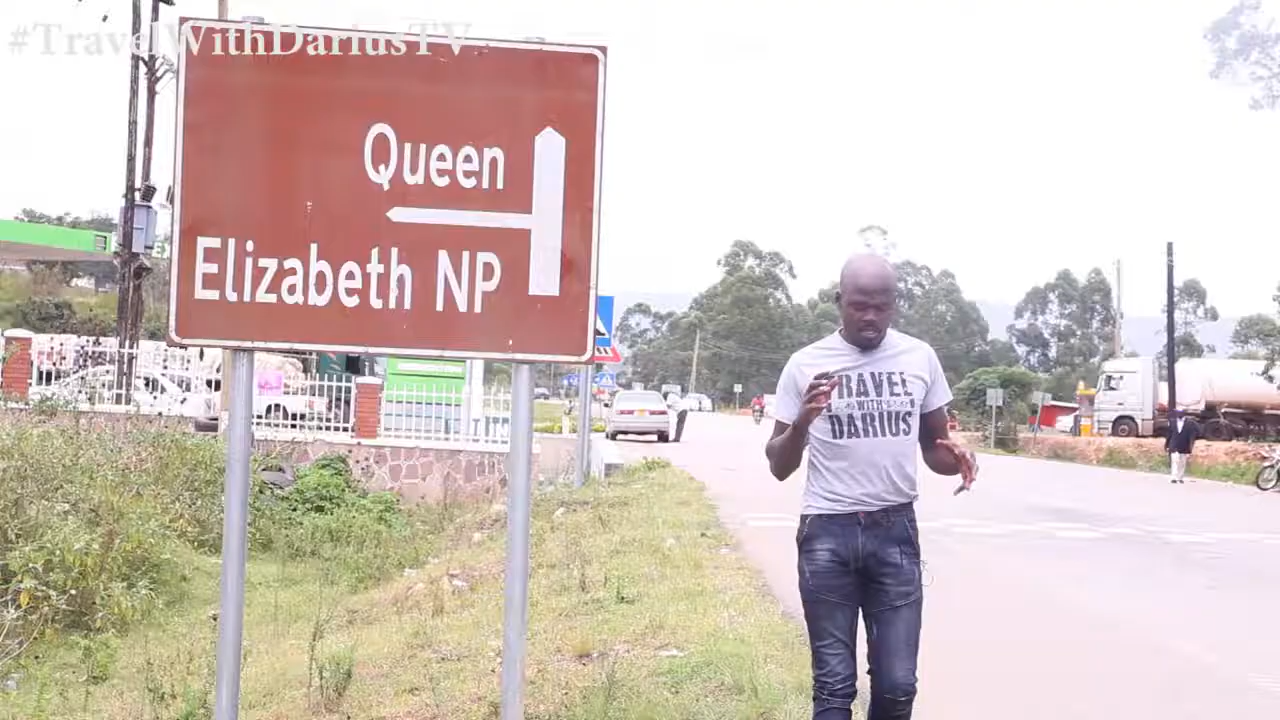 #TravelWithDariusTV
Queen
Elizabeth NP
TRAVEL
WITH
DARIUS